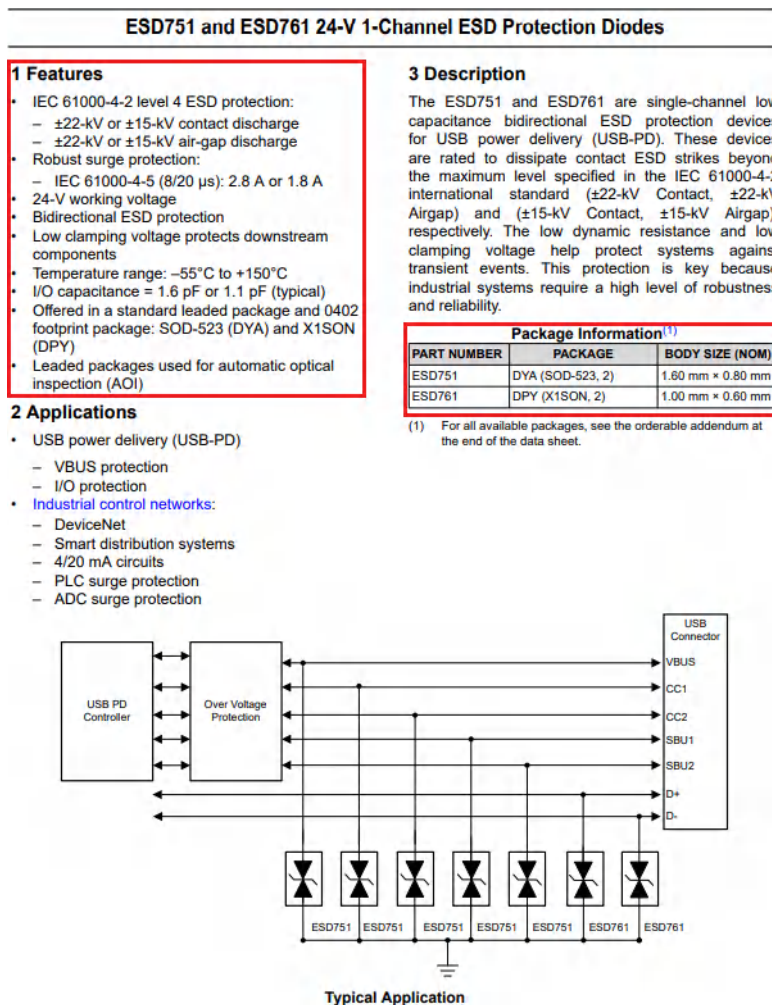 ESD751 and ESD761 24-V 1-Channel ESD Protection Diodes
1 Features
• IEC 61000-4-2 level 4 ESD protection:
– ±22-kV or ±15-kV contact discharge
– ±22-kV or ±15-kV air-gap discharge
• Robust surge protection:
– IEC 61000-4-5 (8/20 µs): 2.8 A or 1.8 A
• 24-V working voltage
• Bidirectional ESD protection
• Low clamping voltage protects downstream
components
• Temperature range: –55°C to +150°C
• I/O capacitance = 1.6 pF or 1.1 pF (typical)
• Offered in a standard leaded package and 0402
footprint package: SOD-523 (DYA) and X1SON
(DPY)
• Leaded packages used for automatic optical
inspection (AOI)
2 Applications
• USB power delivery (USB-PD)
– VBUS protection
– I/O protection
• Industrial control networks:
– DeviceNet
– Smart distribution systems
– 4/20 mA circuits
– PLC surge protection
– ADC surge protection
3 Description
The ESD751 and ESD761 are single-channel low
capacitance bidirectional ESD protection devices
for USB power delivery (USB-PD). These devices
are rated to dissipate contact ESD strikes beyond
the maximum level specified in the IEC 61000-4-2
international standard (±22-kV Contact, ±22-kV
Airgap) and (±15-kV Contact, ±15-kV Airgap)
respectively. The low dynamic resistance and low
clamping voltage help protect systems against
transient events. This protection is key because
industrial systems require a high level of robustness
and reliability.
Package Information(1)
PART NUMBER PACKAGE BODY SIZE (NOM)
ESD751 DYA (SOD-523, 2) 1.60 mm × 0.80 mm
ESD761 DPY (X1SON, 2) 1.00 mm × 0.60 mm
(1) For all available packages, see the orderable addendum at
the end of the data sheet.
USB PD
Controller
Over Voltage
Protection
USB
Connector
VBUS
CC1
CC2
SBU1
SBU2
D+
D-
ESD751 ESD751 ESD751 ESD751 ESD751 ESD761 ESD761
Typical Application